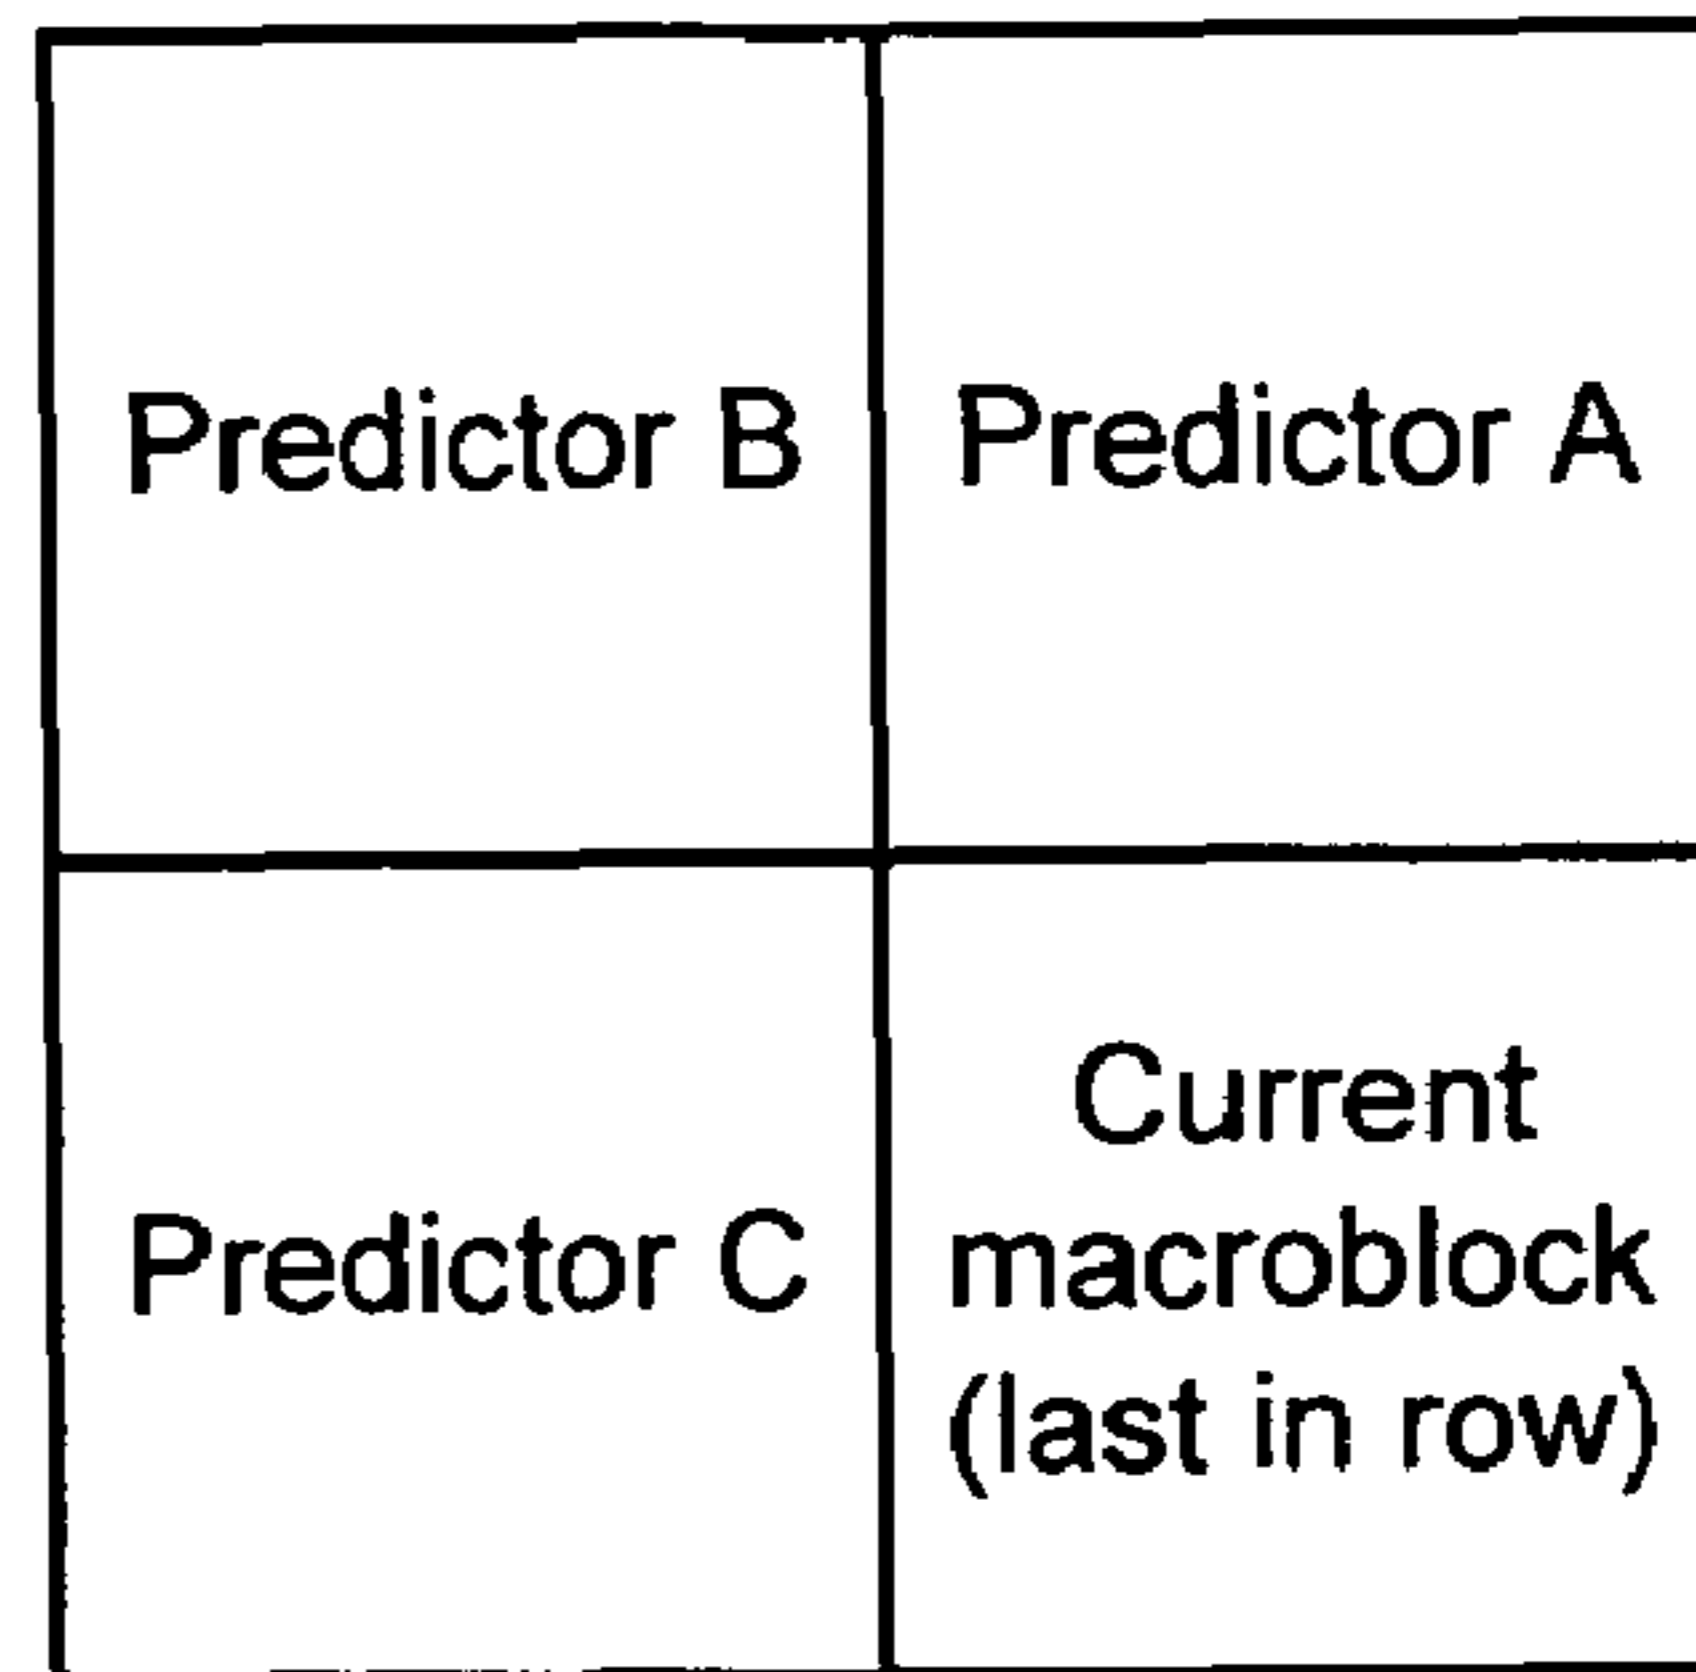 Predictor B
Predictor A
Predictor C
Current
macroblock
(last in row)